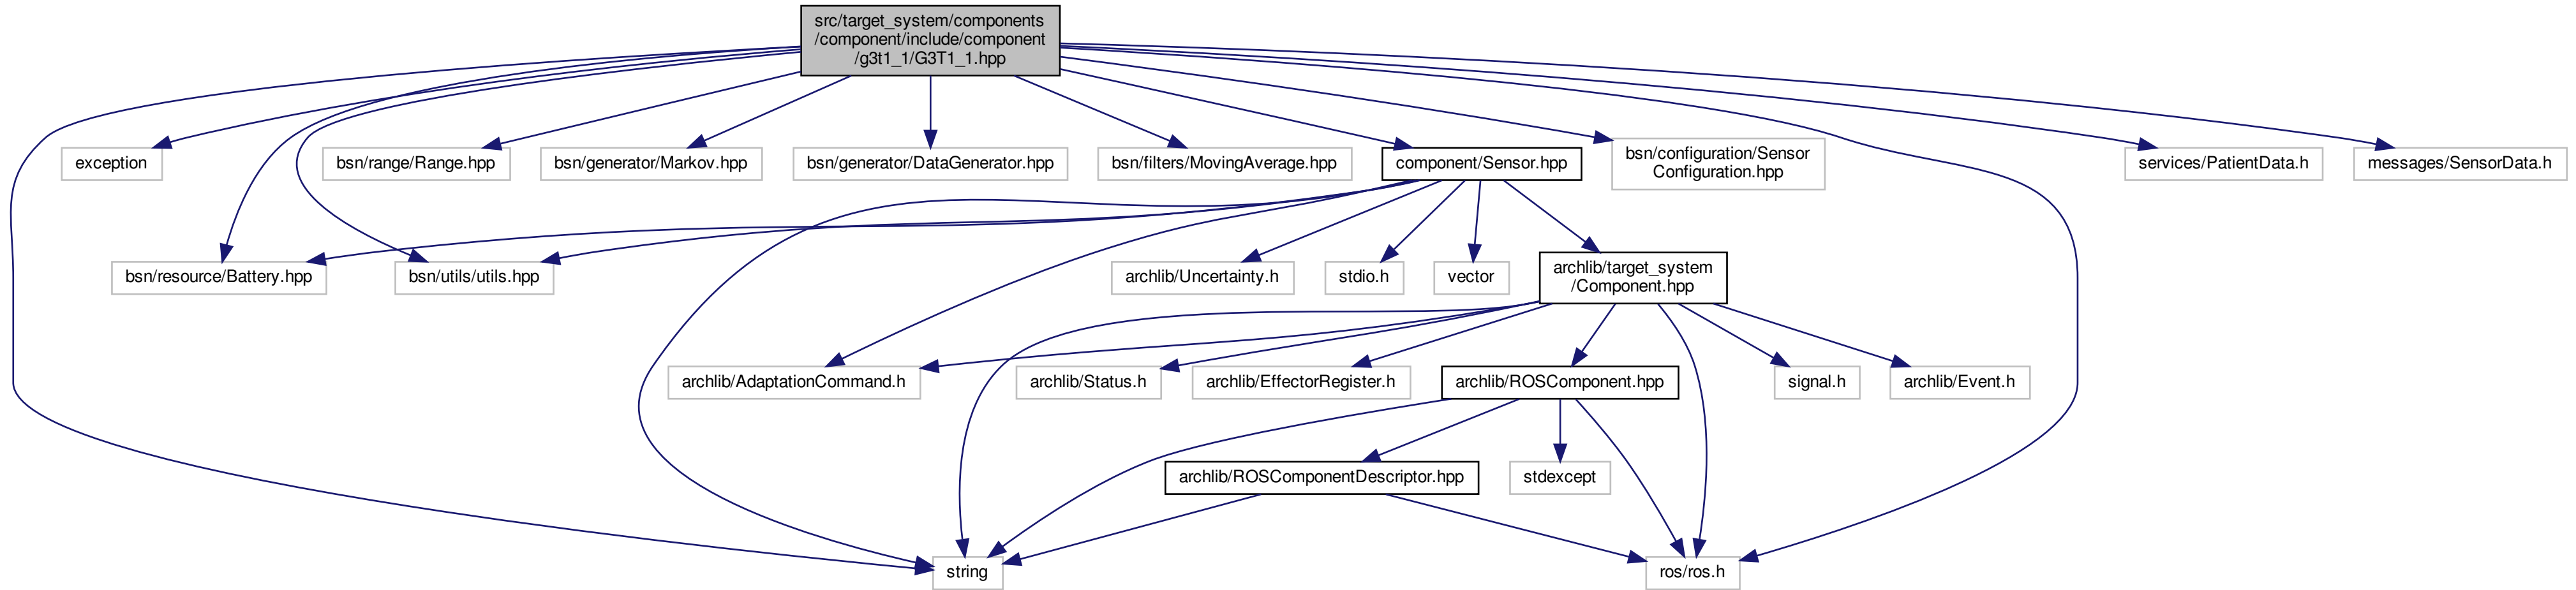 src/target_system/components
/component/include/component
/g3t1_1/G3T1_1.hpp
exception
bsn/range/Range.hpp
bsn/generator/Markov.hpp
bsn/generator/DataGenerator.hpp
bsn/filters/MovingAverage.hpp
component/Sensor.hpp
bsn/configuration/Sensor
Configuration.hpp
services/PatientData.h
messages/SensorData.h
bsn/resource/Battery.hpp
bsn/utils/utils.hpp
archlib/Uncertainty.h
stdio.h
vector
archlib/target_system
/Component.hpp
archlib/AdaptationCommand.h
archlib/Status.h
archlib/EffectorRegister.h
archlib/ROSComponent.hpp
signal.h
archlib/Event.h
archlib/ROSComponentDescriptor.hpp
stdexcept
string
ros/ros.h